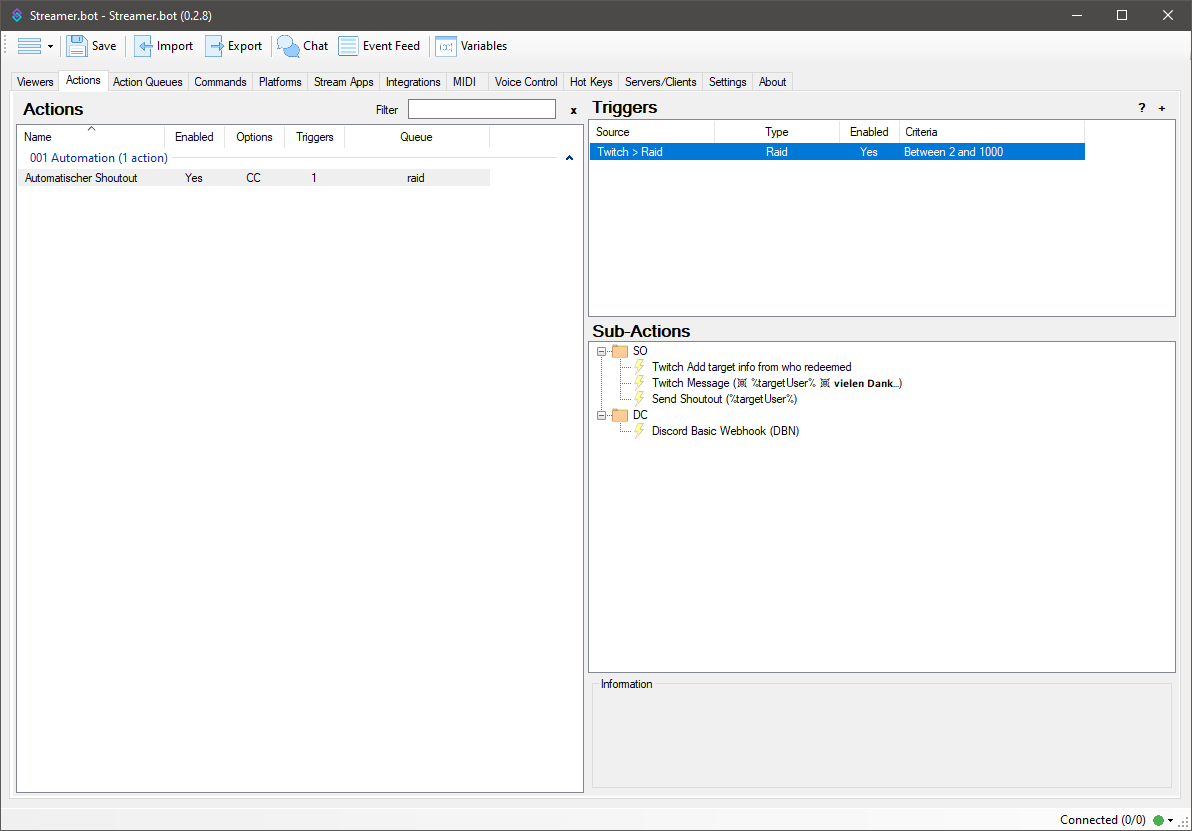 Streamer.bot - Streamer.bot (0.2.8)
Save Import Export Chat Event Feed Variables
Viewers Actions Action Queues Commands Platforms Stream Apps Integrations MIDI Voice Control Hot Keys Servers/Clients Settings About
Actions
Filter
x
Name Enabled Options Triggers Queue
001 Automation (1 action)
Automatischer Shoutout Yes CC 1 raid
Triggers
? +
Source Type Enabled Criteria
Twitch > Raid Raid Yes Between 2 and 1000
Sub-Actions
SO
Twitch Add target info from who redeemed
Twitch Message (※ %targetUser% ※ vielen Dank...)
Send Shoutout (%targetUser%)
DC
Discord Basic Webhook (DBN)
Information
Connected (0/0)